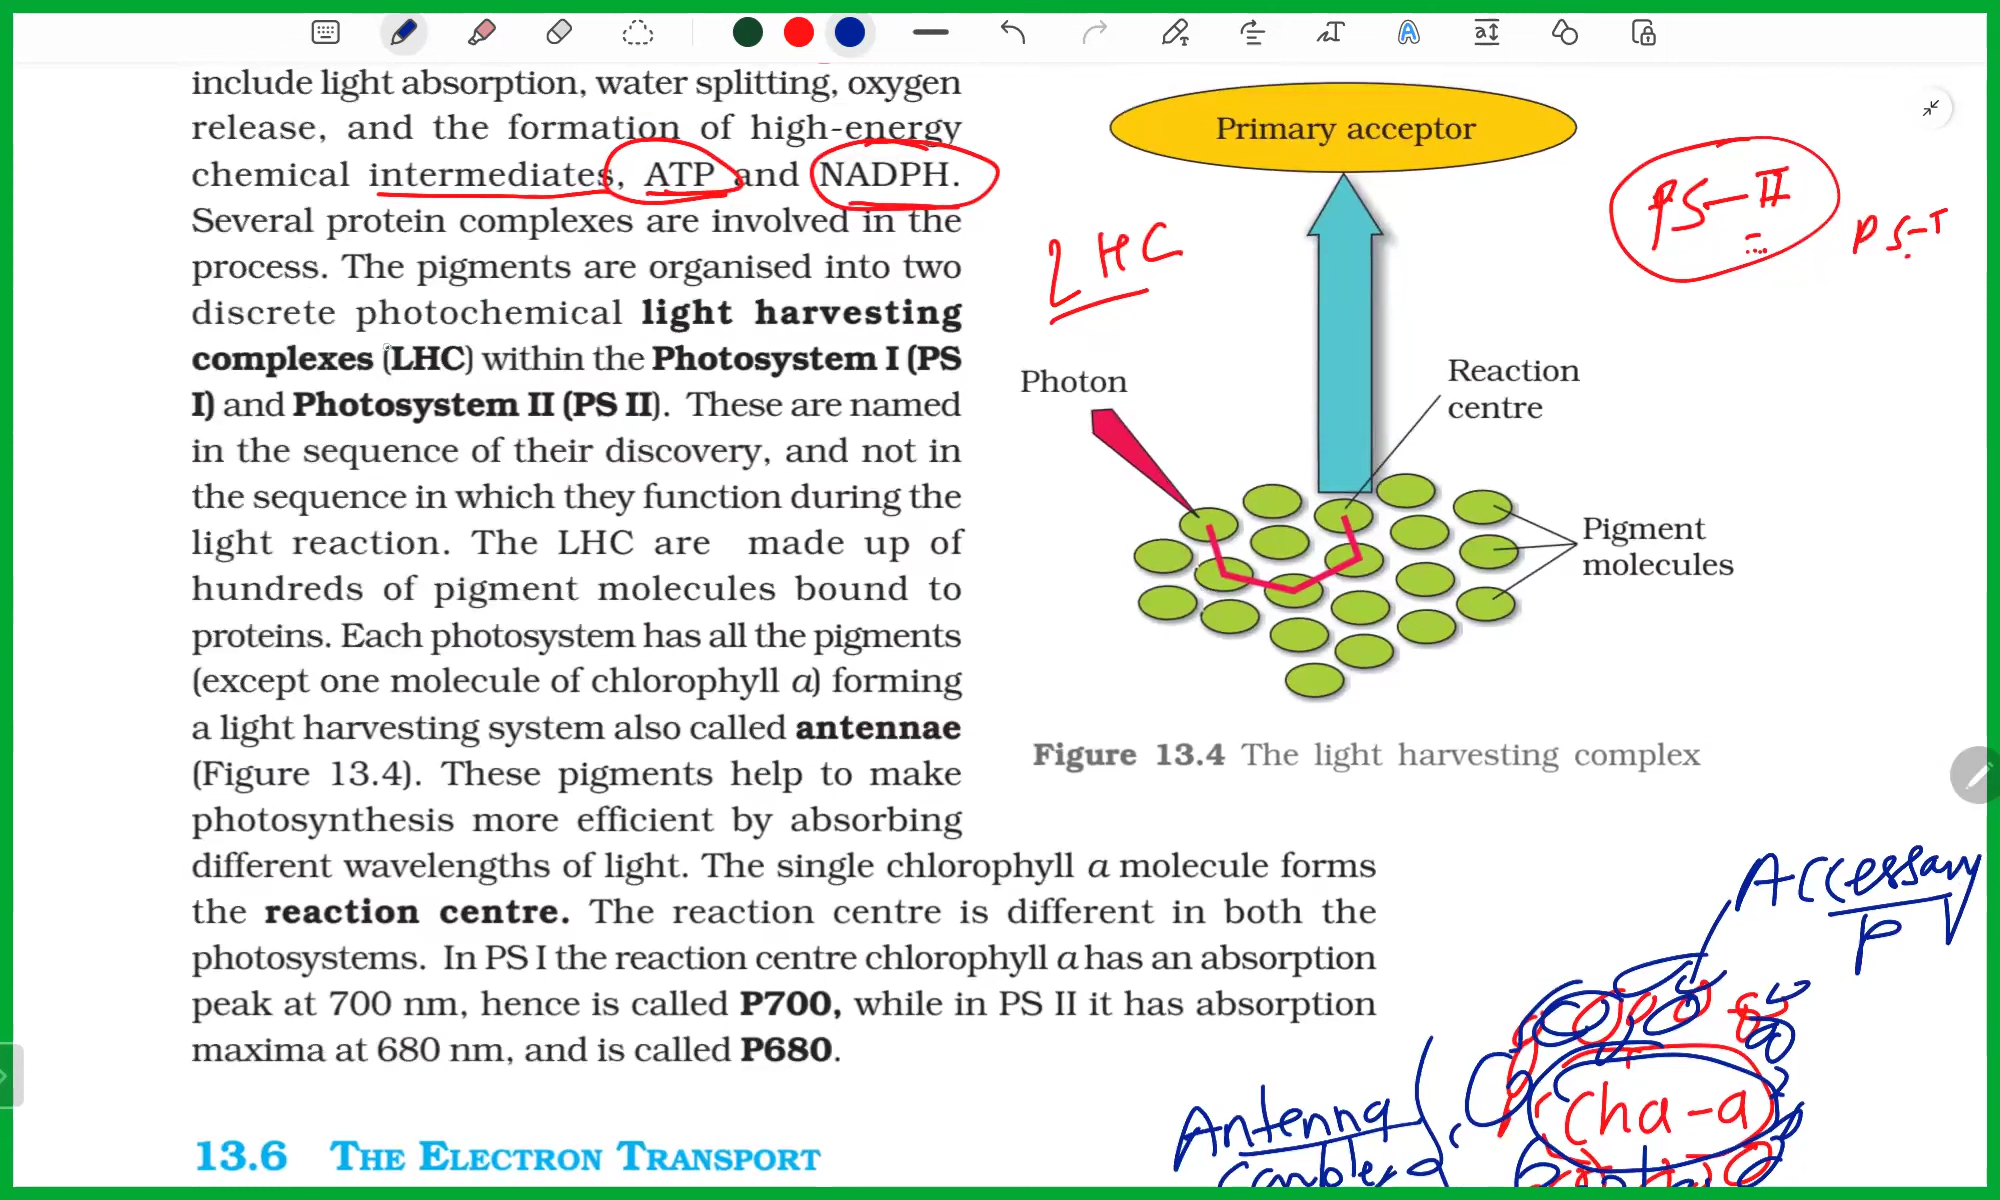 include light absorption, water splitting, oxygen
release, and the formation of high-energy
chemical intermediates, ATP and NADPH.
Several protein complexes are involved in the
process. The pigments are organised into two
discrete photochemical light harvesting
complexes (LHC) within the Photosystem I (PS
I) and Photosystem II (PS II). These are named
in the sequence of their discovery, and not in
the sequence in which they function during the
light reaction. The LHC are made up of
hundreds of pigment molecules bound to
proteins. Each photosystem has all the pigments
(except one molecule of chlorophyll a) forming
a light harvesting system also called antennae
(Figure 13.4). These pigments help to make
photosynthesis more efficient by absorbing
different wavelengths of light. The single chlorophyll a molecule forms
the reaction centre. The reaction centre is different in both the
photosystems. In PS I the reaction centre chlorophyll a has an absorption
peak at 700 nm, hence is called P700, while in PS II it has absorption
maxima at 680 nm, and is called P680.
13.6 THE ELECTRON TRANSPORT
Primary acceptor
PS-II
PS-I
LHC
Photon
Reaction
centre
Pigment
molecules
Figure 13.4 The light harvesting complex
Accessary
P
Cha-a
Antenna